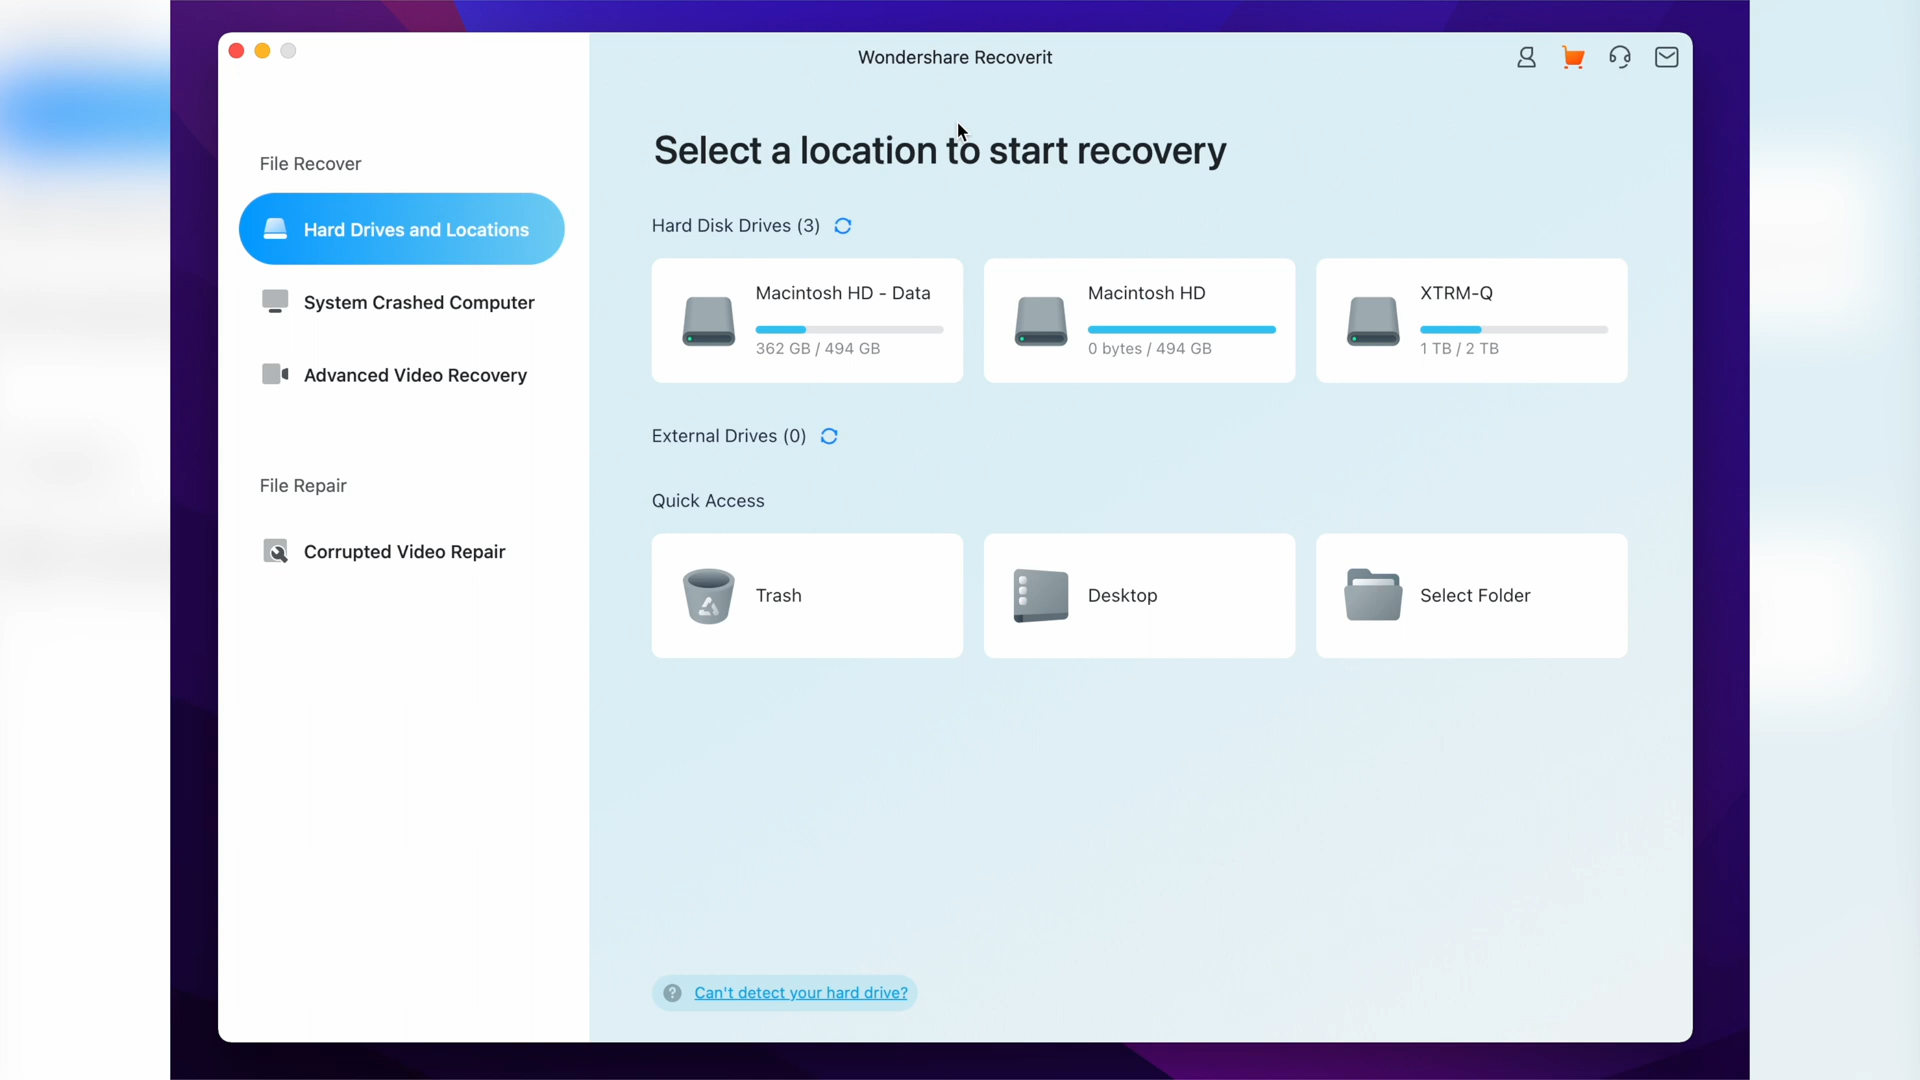 Wondershare Recoverit
File Recover
Hard Drives and Locations
System Crashed Computer
Advanced Video Recovery
File Repair
Corrupted Video Repair
Select a location to start recovery
Hard Disk Drives (3)
Macintosh HD - Data
362 GB / 494 GB
Macintosh HD
0 bytes / 494 GB
XTRM-Q
1 TB / 2 TB
External Drives (0)
Quick Access
Trash
Desktop
Select Folder
? Can't detect your hard drive?